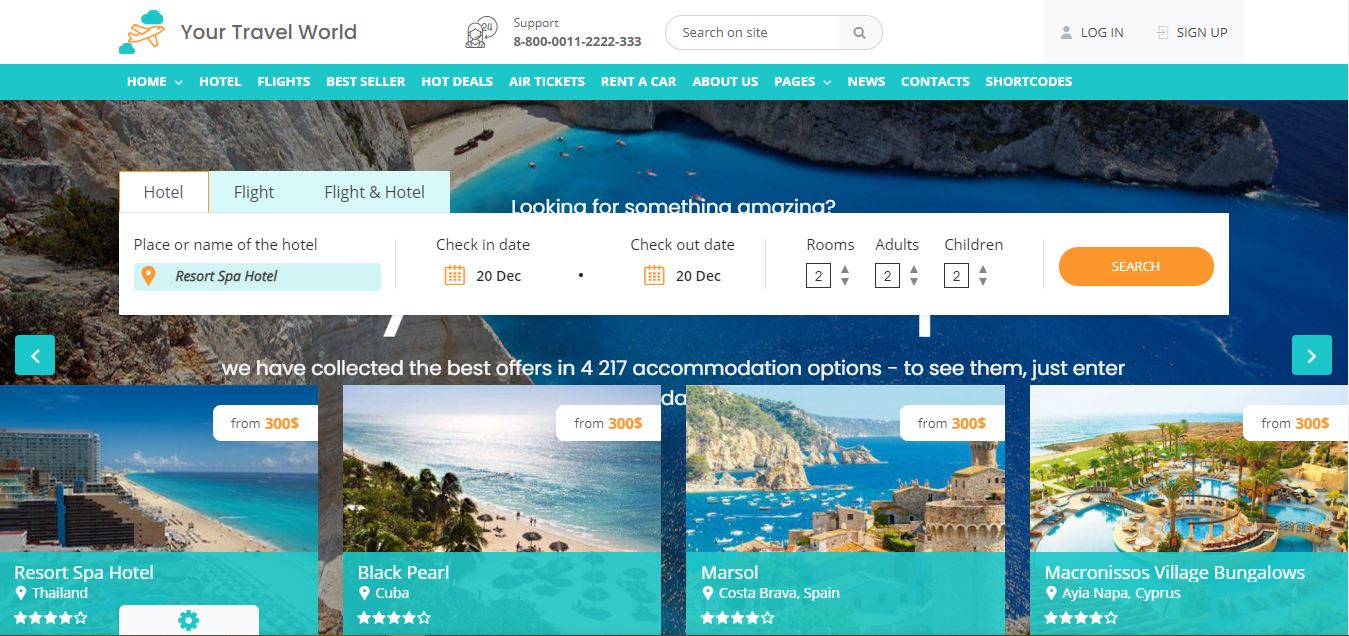 Your Travel World
Support
8-800-0011-2222-333
Search on site
LOG IN
SIGN UP
HOME HOTEL FLIGHTS BEST SELLER HOT DEALS AIR TICKETS RENT A CAR ABOUT US PAGES NEWS CONTACTS SHORTCODES
Hotel Flight Flight & Hotel
Looking for something amazing?
Place or name of the hotel Check in date Check out date Rooms Adults Children
Resort Spa Hotel 20 Dec • 20 Dec 2 2 2
SEARCH
we have collected the best offers in 4 217 accommodation options - to see them, just enter
from 300$ from 300$ from 300$ from 300$
Resort Spa Hotel
Thailand
Black Pearl
Cuba
Marsol
Costa Brava, Spain
Macronissos Village Bungalows
Ayia Napa, Cyprus